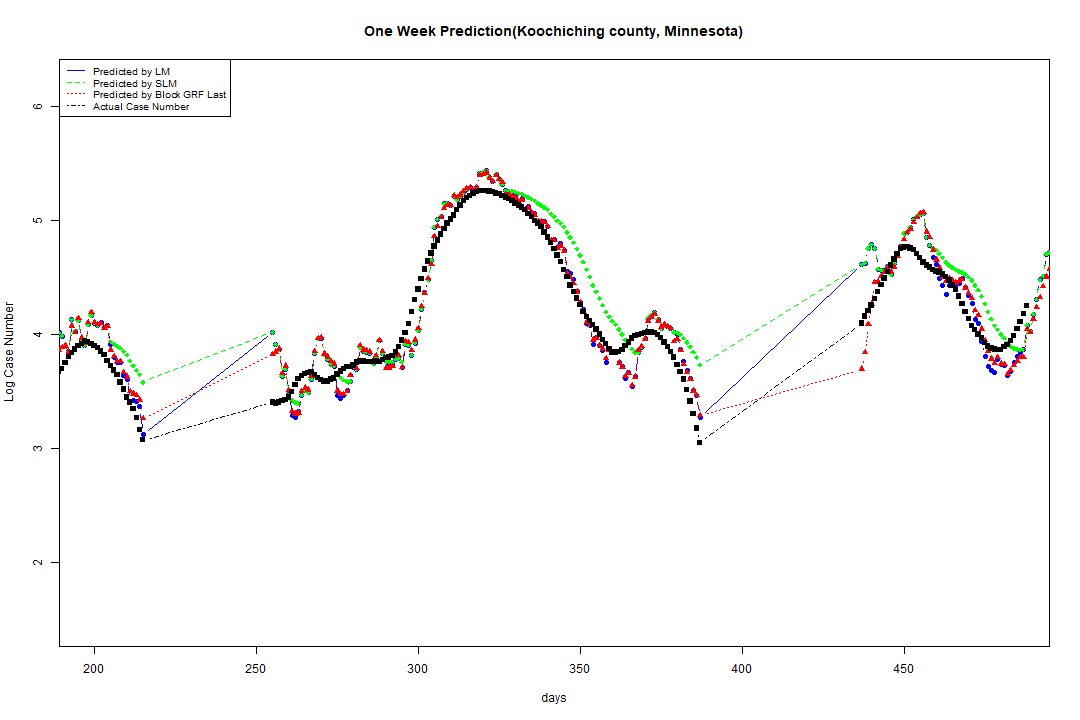 One Week Prediction(Koochiching county, Minnesota)
Predicted by LM
Predicted by SLM
Predicted by Block GRF Last
Actual Case Number
6
5
4
3
2
Log Case Number
200 250 300 350 400 450
days